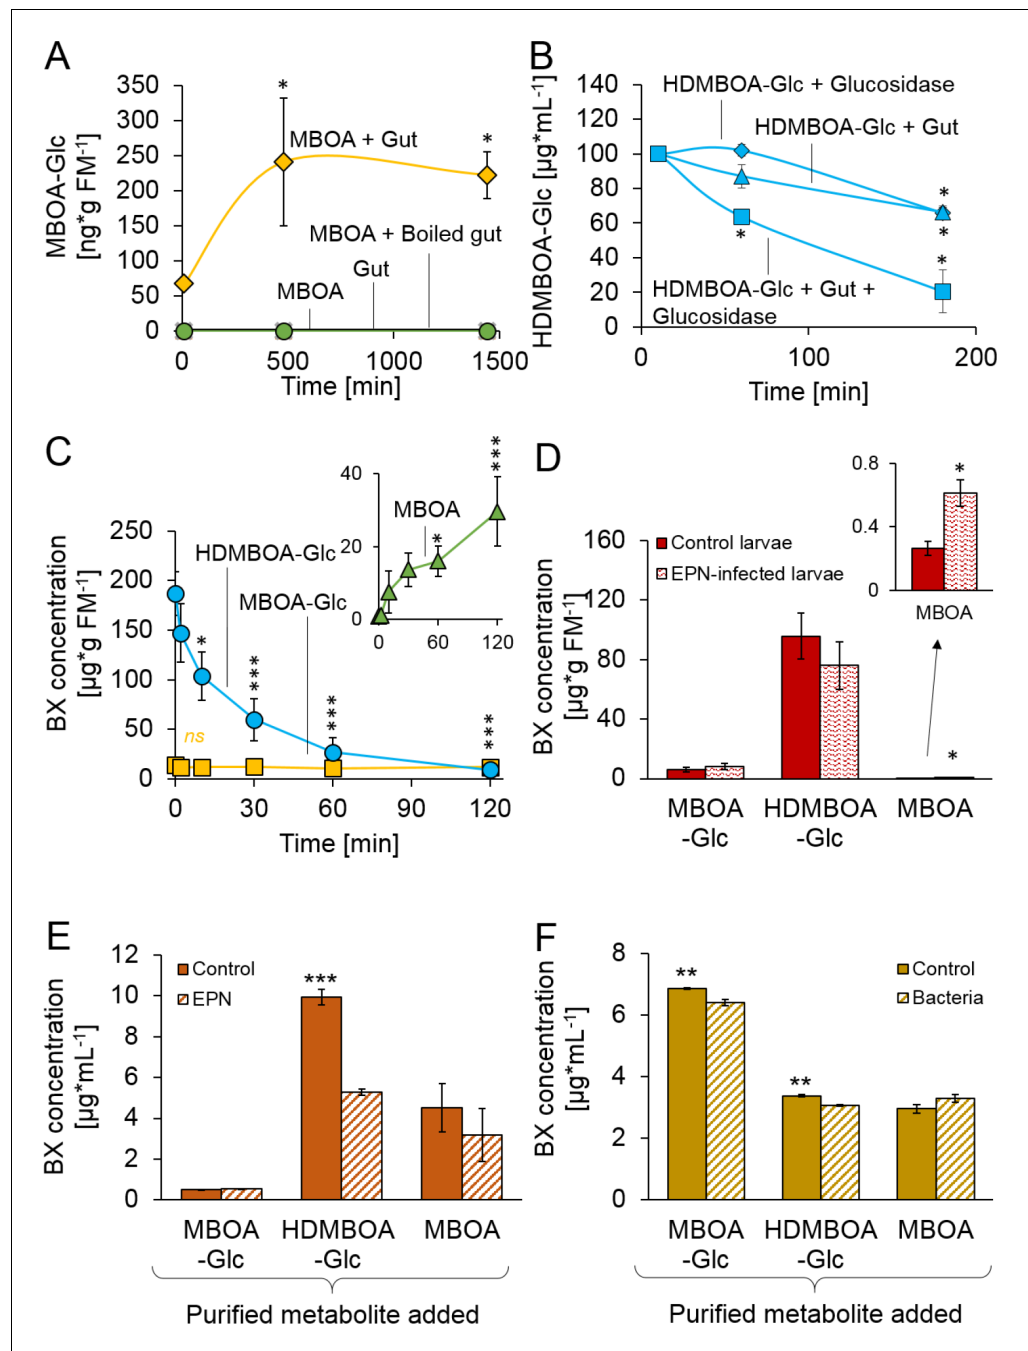 A
MBOA-Glc
[ng*g FM-1]
350
300
250
200
150
100
50
0
*
*
MBOA + Gut
MBOA + Boiled gut
Gut
MBOA
0
500
1000
1500
Time [min]
B
HDMBOA-Glc [µg*mL-1]
140
120
100
80
60
40
20
0
HDMBOA-Glc + Glucosidase
HDMBOA-Glc + Gut
*
*
*
*
HDMBOA-Glc + Gut +
Glucosidase
0
100
200
Time [min]
C
BX concentration
[µg*g FM-1]
250
200
150
100
50
0
HDMBOA-Glc
MBOA-Glc
*
***
***
***
ns
0
30
60
90
120
Time [min]
40
20
0
MBOA
*
***
0
60
120
D
BX concentration
[µg*g FM-1]
160
120
80
40
0
Control larvae
EPN-infected larvae
0.8
0.4
0
*
MBOA
*
MBOA
-Glc
HDMBOA
-Glc
MBOA
E
BX concentration
[µg*mL-1]
12
10
8
6
4
2
0
Control
EPN
***
MBOA
-Glc
HDMBOA
-Glc
MBOA
Purified metabolite added
F
BX concentration
[µg*mL-1]
8
6
4
2
0
**
**
Control
Bacteria
MBOA
-Glc
HDMBOA
-Glc
MBOA
Purified metabolite added